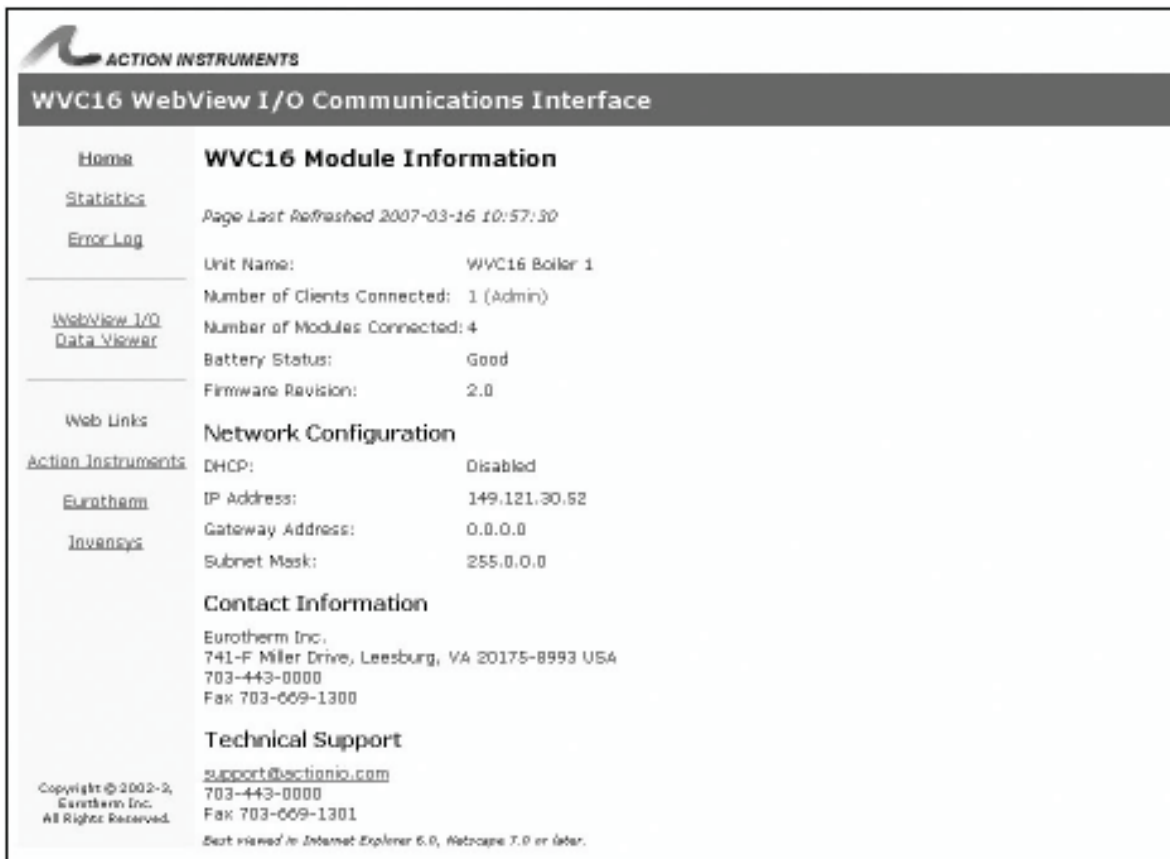 ACTION INSTRUMENTS
WVC16 WebView I/O Communications Interface
Home
Statistics
Error Log
WebView I/O
Data Viewer
Web Links
Action Instruments
Eurotherm
Invensys
Copyright © 2002-3,
Eurotherm Inc.
All Rights Reserved.
WVC16 Module Information
Page Last Refreshed 2007-03-16 10:57:30
Unit Name: WVC16 Boiler 1
Number of Clients Connected: 1 (Admin)
Number of Modules Connected: 4
Battery Status: Good
Firmware Revision: 2.0
Network Configuration
DHCP: Disabled
IP Address: 149.121.30.52
Gateway Address: 0.0.0.0
Subnet Mask: 255.0.0.0
Contact Information
Eurotherm Inc.
741-F Miller Drive, Leesburg, VA 20175-8993 USA
703-443-0000
Fax 703-669-1300
Technical Support
support@actionio.com
703-443-0000
Fax 703-669-1301
Best viewed in Internet Explorer 6.0, Netscape 7.0 or later.